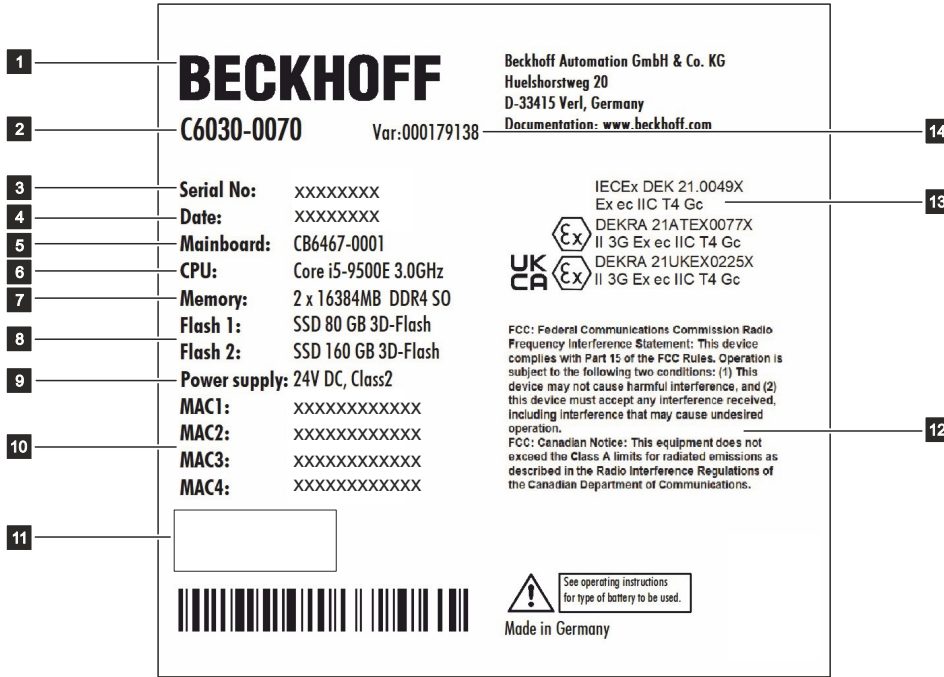 1
BECKHOFF
Beckhoff Automation GmbH & Co. KG
Huelshorstweg 20
D-33415 Verl, Germany
Documentation: www.beckhoff.com
2
C6030-0070
Var:000179138
14
3
Serial No: XXXXXXXX
4
Date: XXXXXXXX
5
Mainboard: CB6467-0001
6
CPU: Core i5-9500E 3.0GHz
7
Memory: 2 x 16384MB DDR4 SO
8
Flash 1: SSD 80 GB 3D-Flash
Flash 2: SSD 160 GB 3D-Flash
9
Power supply: 24V DC, Class2
10
MAC1: XXXXXXXXXXXX
MAC2: XXXXXXXXXXXX
MAC3: XXXXXXXXXXXX
MAC4: XXXXXXXXXXXX
11
IECEx DEK 21.0049X
Ex ec IIC T4 Gc
13
Ex
DEKRA 21ATEX0077X
II 3G Ex ec IIC T4 Gc
UK
CA
Ex
DEKRA 21UKEX0225X
II 3G Ex ec IIC T4 Gc
FCC: Federal Communications Commission Radio
Frequency Interference Statement: This device
complies with Part 15 of the FCC Rules. Operation is
subject to the following two conditions: (1) This
device may not cause harmful interference, and (2)
this device must accept any interference received,
including interference that may cause undesired
operation.
12
FCC: Canadian Notice: This equipment does not
exceed the Class A limits for radiated emissions as
described in the Radio Interference Regulations of
the Canadian Department of Communications.
See operating instructions
for type of battery to be used.
Made in Germany